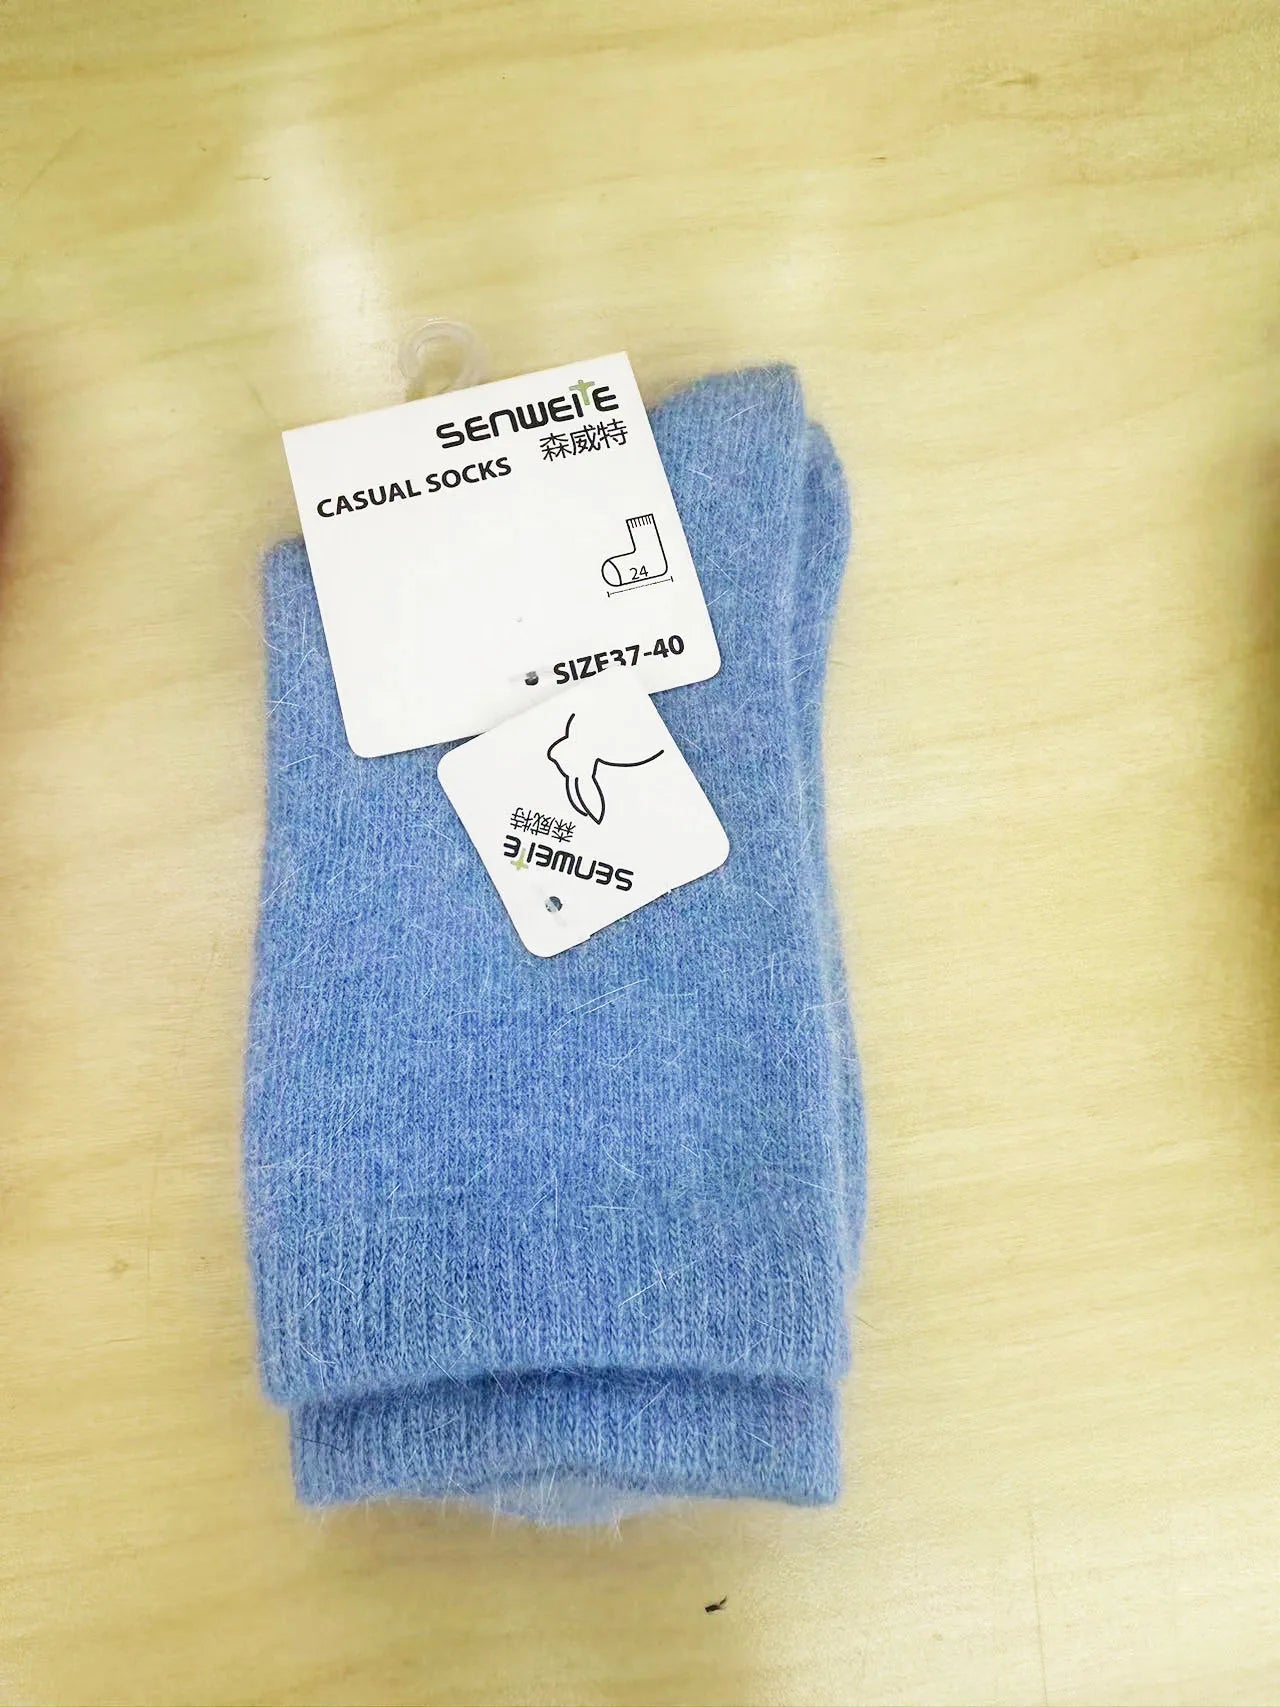 SENWEITE
森威特
CASUAL SOCKS
24
SIZE37-40
SENWEITE
森威特